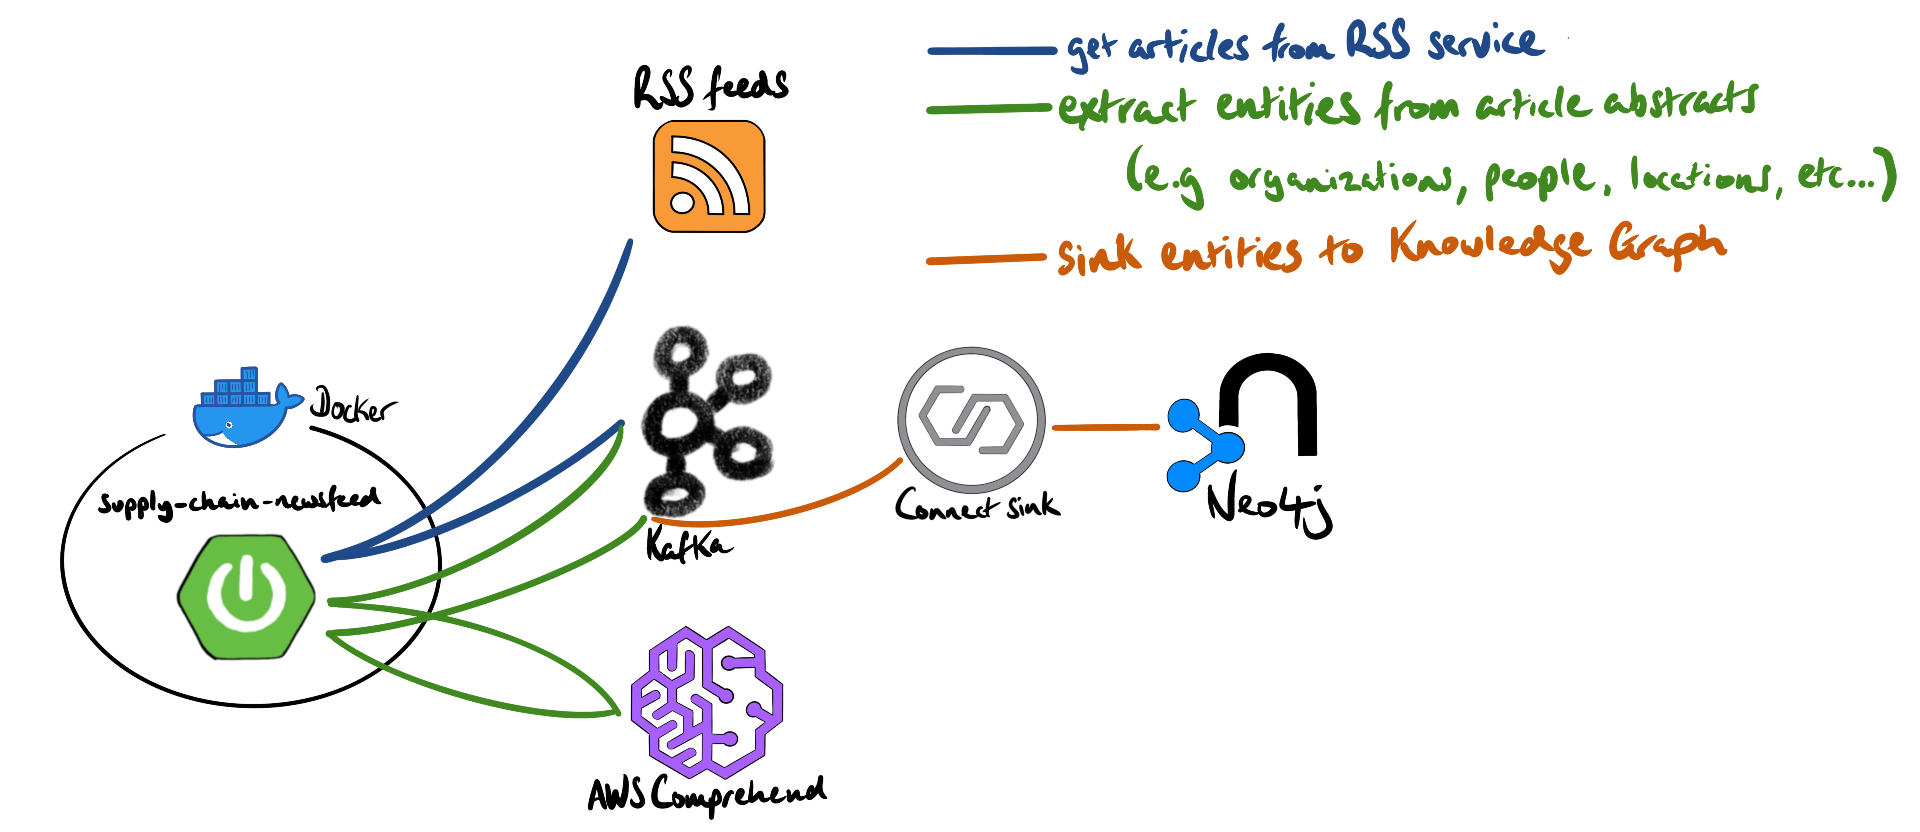 get articles from RSS service
extract entities from article abstracts
(e.g organizations, people, locations, etc...)
sink entities to Knowledge Graph
RSS feeds
Docker
supply-chain-newsfeed
Kafka
Connect Sink
Neo4j
AWS Comprehend